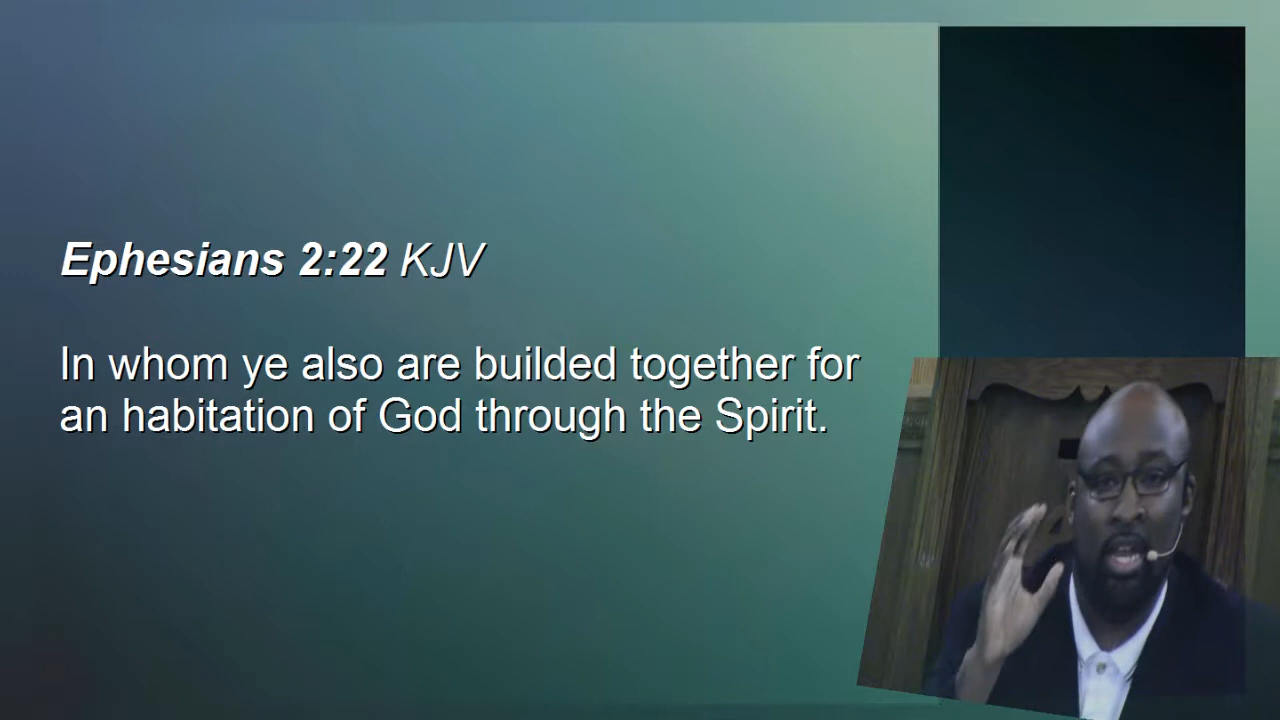 Ephesians 2:22 KJV
In whom ye also are builded together for
an habitation of God through the Spirit.